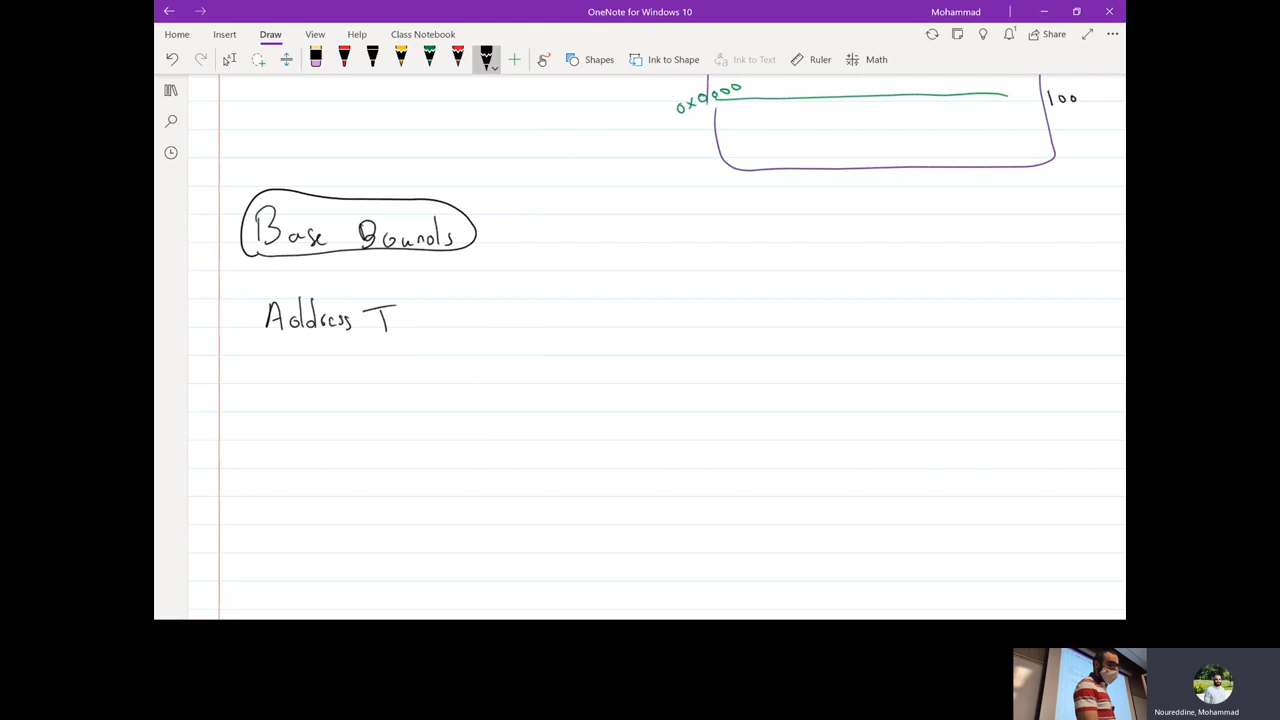 OneNote for Windows 10
Mohammad
Home Insert Draw View Help Class Notebook
Share
Shapes Ink to Shape Ink to Text Ruler Math
0x0000
100
Base Bounds
Address T
Noureddine, Mohammad